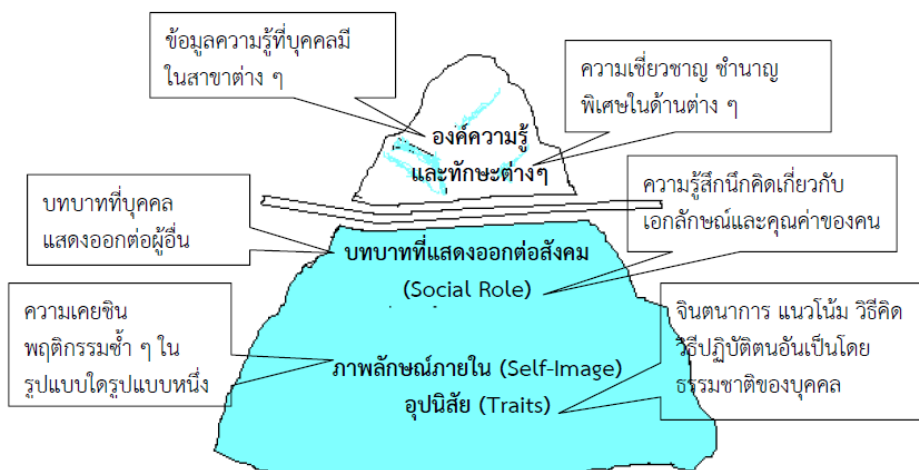 ข้อมูลความรู้ที่บุคคลมี
ในสาขาต่าง ๆ
ความเชี่ยวชาญ ชำนาญ
พิเศษในด้านต่าง ๆ
องค์ความรู้
และทักษะต่างๆ
บทบาทที่บุคคล
แสดงออกต่อผู้อื่น
ความรู้สึกนึกคิดเกี่ยวกับ
เอกลักษณ์และคุณค่าของคน
บทบาทที่แสดงออกต่อสังคม
(Social Role)
ความเคยชิน
พฤติกรรมซ้ำ ๆ ใน
รูปแบบใดรูปแบบหนึ่ง
จินตนาการ แนวโน้ม วิธีคิด
วิธีปฏิบัติตนอันเป็นโดย
ธรรมชาติของบุคคล
ภาพลักษณ์ภายใน (Self-Image)
อุปนิสัย (Traits)